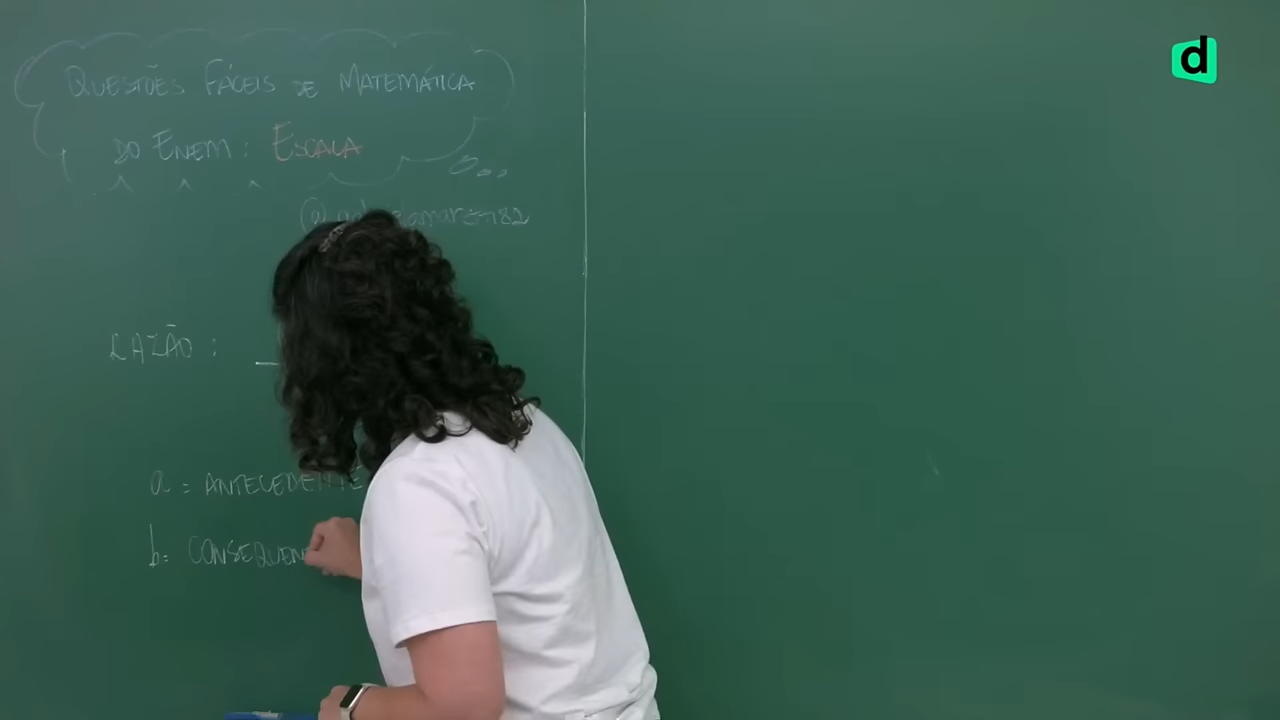 QUESTÕES FÁCEIS DE MATEMÁTICA
DO ENEM: ESCALA
RAZÃO:
a = ANTECEDENTE
b = CONSEQUEN
d